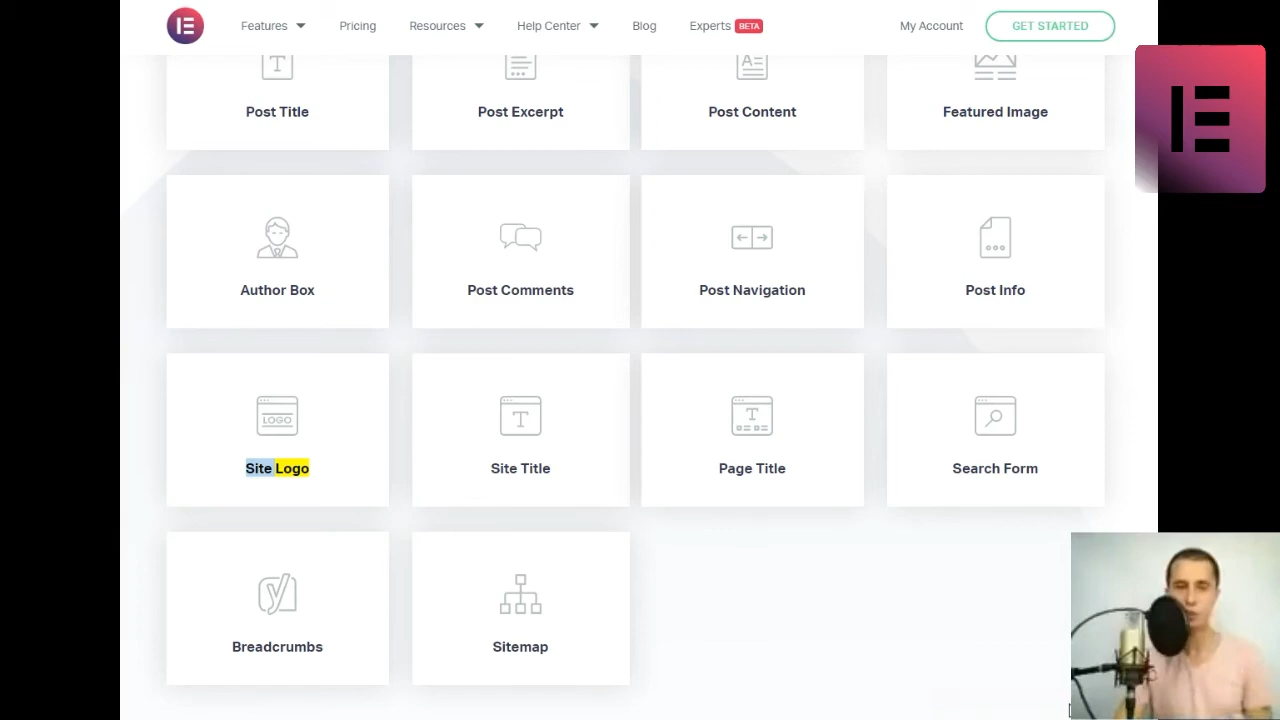 Features
Pricing
Resources
Help Center
Blog
Experts BETA
My Account
GET STARTED
Post Title
Post Excerpt
Post Content
Featured Image
Author Box
Post Comments
Post Navigation
Post Info
LOGO
Site Logo
Site Title
Page Title
Search Form
Breadcrumbs
Sitemap